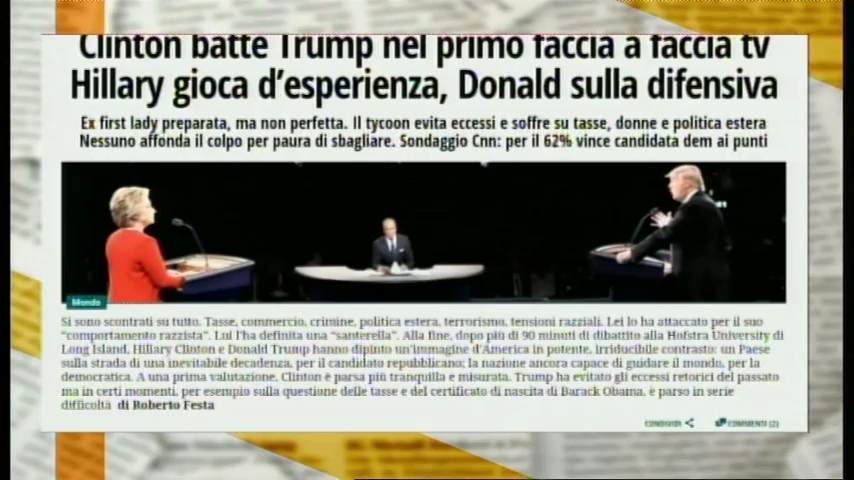 Clinton batte Trump nel primo faccia a faccia tv
Hillary gioca d'esperienza, Donald sulla difensiva
Ex first lady preparata, ma non perfetta. Il tycoon evita eccessi e soffre su tasse, donne e politica estera
Nessuno affonda il colpo per paura di sbagliare. Sondaggio Cnn: per il 62% vince candidata dem ai punti
Mondo
Si sono scontrati su tutto. Tasse, commercio, crimine, politica estera, terrorismo, tensioni razziali. Lei lo ha attaccato per il suo
"comportamento razzista". Lui l'ha definita una "santerella". Alla fine, dopo più di 90 minuti di dibattito alla Hofstra University di
Long Island, Hillary Clinton e Donald Trump hanno dipinto un'immagine d'America in potente, irriducibile contrasto: un Paese
sulla strada di una inevitabile decadenza, per il candidato repubblicano; la nazione ancora capace di guidare il mondo, per la
democratica. A una prima valutazione, Clinton è parsa più tranquilla e misurata. Trump ha evitato gli eccessi retorici del passato
ma in certi momenti, per esempio sulla questione delle tasse e del certificato di nascita di Barack Obama, è parso in serie
difficoltà di Roberto Festa
CONDIVIDI COMMENTI (2)